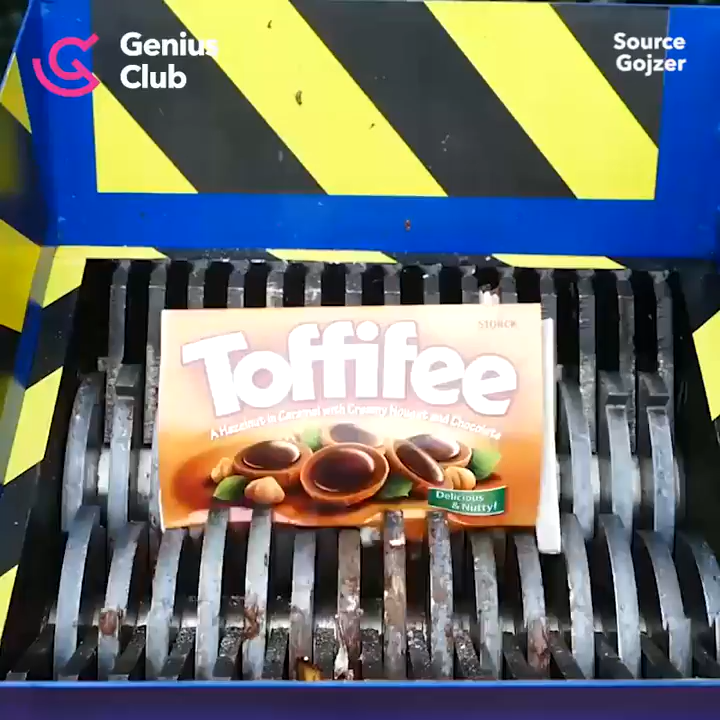 Genius
Club
Source
Gojzer
STORCK
Toffifee
A Hazelnut in Caramel with Creamy Nougat and Chocolate
Delicious
& Nutty!